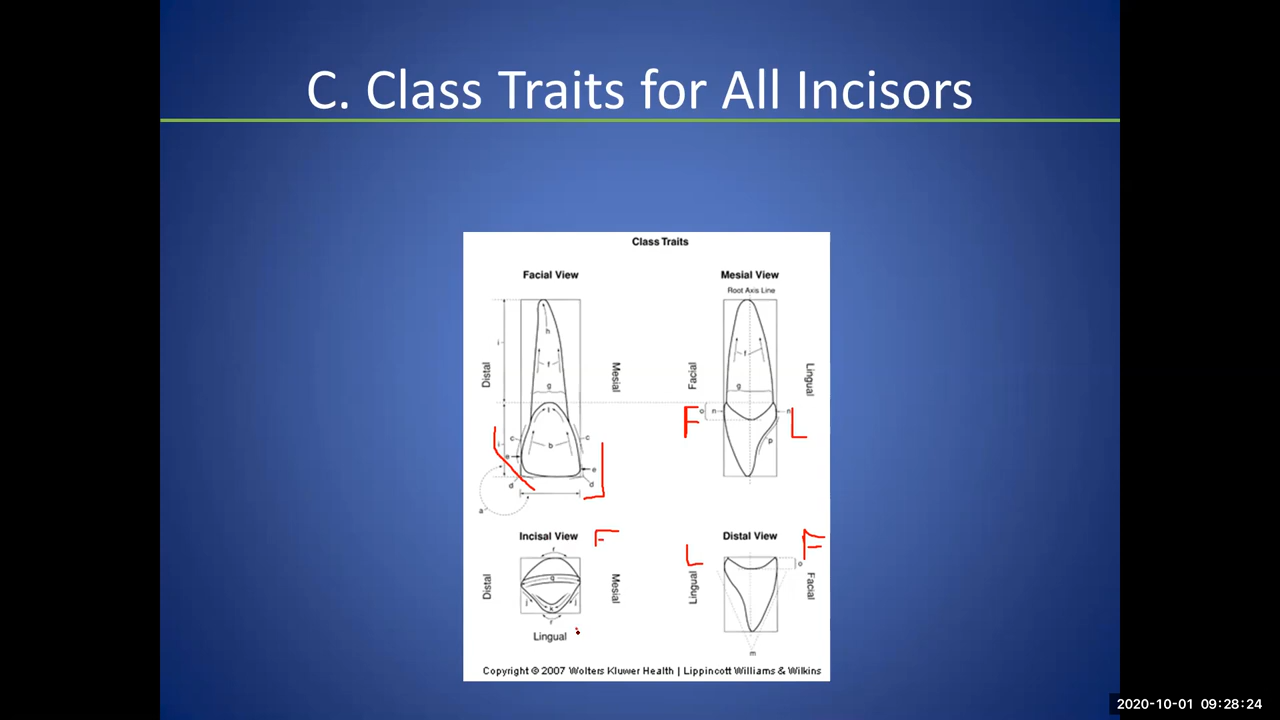 C. Class Traits for All Incisors
Class Traits
Facial View
Mesial View
Root Axis Line
h
i
f
f
Distal
Mesial
Facial
Lingual
g
g
l
o
n
n
F
L
c
c
b
i
p
e
e
d
d
a
Incisal View
F
Distal View
F
L
r
o
q
Distal
Mesial
Lingual
Facial
j
j
x
r
Lingual
m
Copyright © 2007 Wolters Kluwer Health | Lippincott Williams & Wilkins
2020-10-01 09:28:24